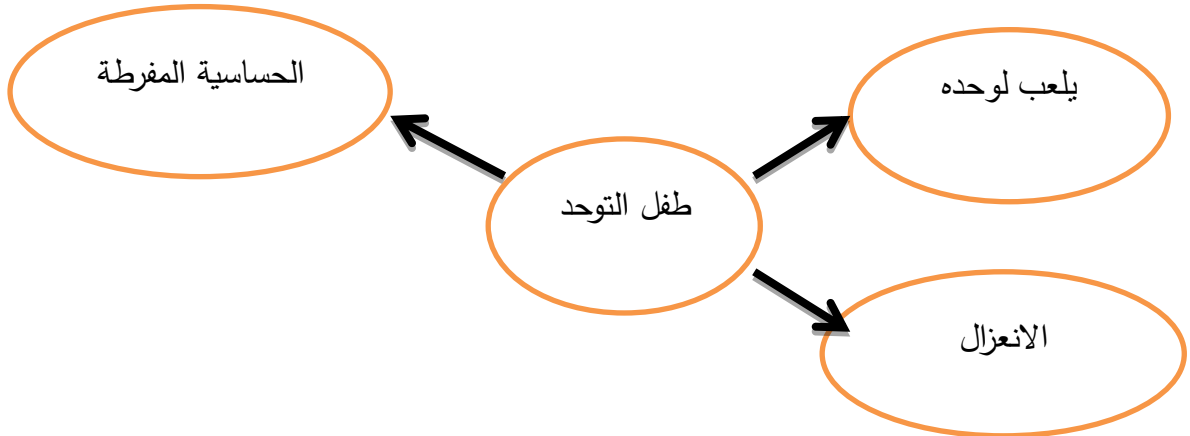 يلعب لوحده
الحساسية المفرطة
طفل التوحد
الانعزال